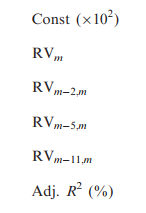 Const (×10²)
RVₘ
RVₘ₋₂,ₘ
RVₘ₋₅,ₘ
RVₘ₋₁₁,ₘ
Adj. R² (%)